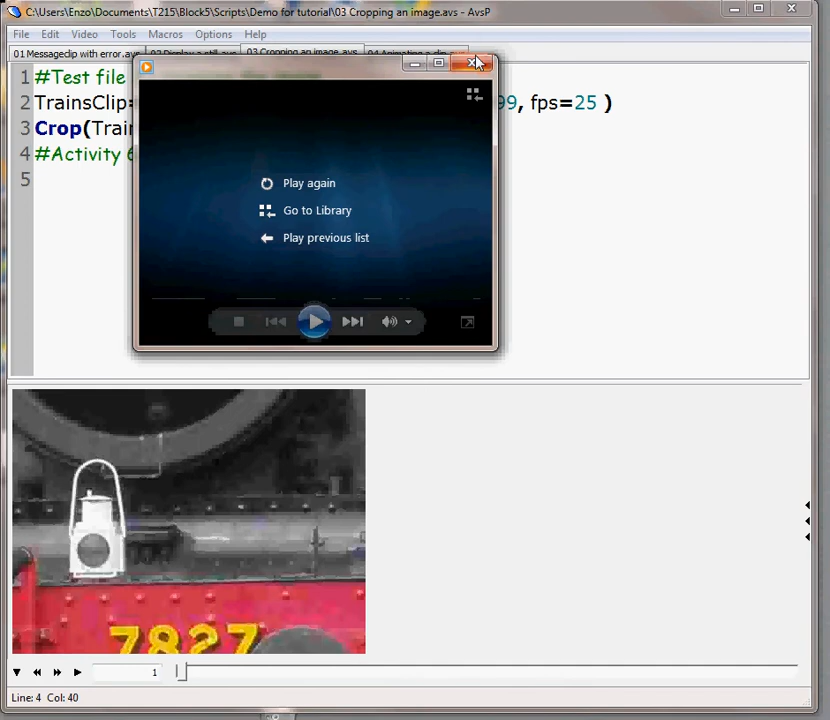 C:\Users\Enzo\Documents\T215\Block5\Scripts\Demo for tutorial\03 Cropping an image.avs - AvsP
File Edit Video Tools Macros Options Help
01 Messageclip with error.avs 03 Cropping an image.avs
1 #Test file
2 TrainsClip= 99, fps=25 )
3 Crop(Train
4 #Activity 6
5
Play again
Go to Library
Play previous list
7827
1
Line: 4 Col: 40